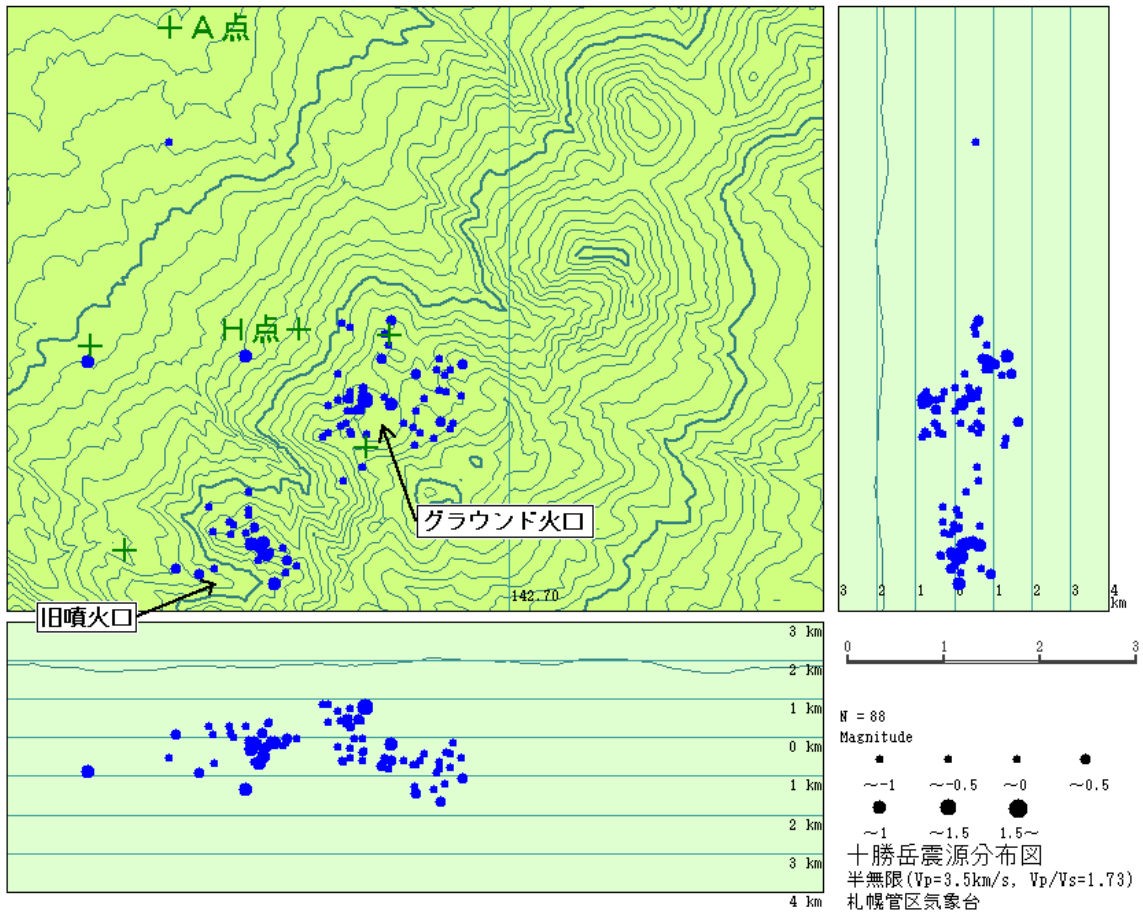 A点
H点
グラウンド火口
旧噴火口
142.70
3 2 1 0 1 2 3 4
km
3 km
2 km
1 km
0 km
1 km
2 km
3 km
4 km
0 1 2 3
N = 88
Magnitude
～-1 ～-0.5 ～0 ～0.5
～1 ～1.5 1.5～
十勝岳震源分布図
半無限(Vp=3.5km/s, Vp/Vs=1.73)
札幌管区気象台